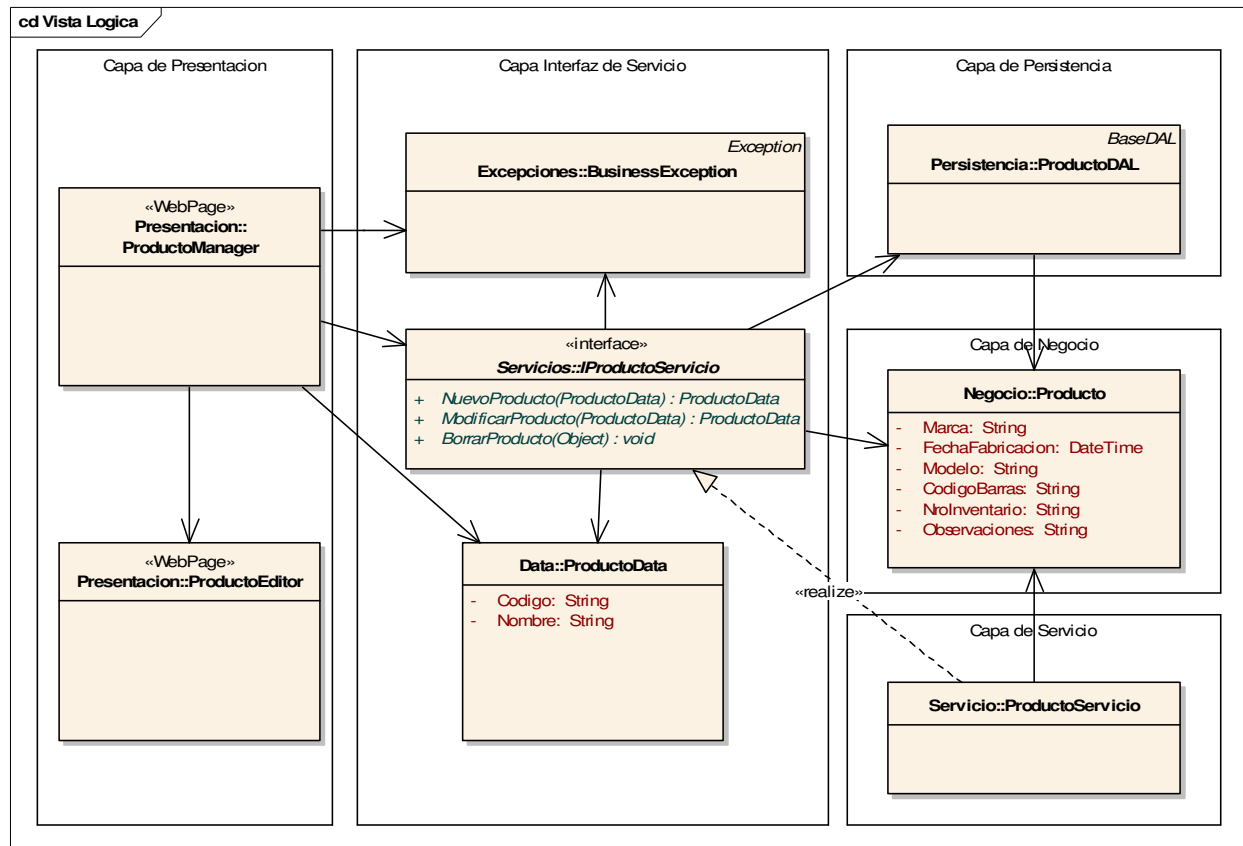 cd Vista Logica
Capa de Presentacion
«WebPage»
Presentacion::
ProductoManager
«WebPage»
Presentacion::ProductoEditor
Capa Interfaz de Servicio
Exception
Excepciones::BusinessException
«interface»
Servicios::IProductoServicio
+ NuevoProducto(ProductoData) : ProductoData
+ ModificarProducto(ProductoData) : ProductoData
+ BorrarProducto(Object) : void
Data::ProductoData
- Codigo: String
- Nombre: String
Capa de Persistencia
BaseDAL
Persistencia::ProductoDAL
Capa de Negocio
Negocio::Producto
- Marca: String
- FechaFabricacion: DateTime
- Modelo: String
- CodigoBarras: String
- NroInventario: String
- Observaciones: String
«realize»
Capa de Servicio
Servicio::ProductoServicio